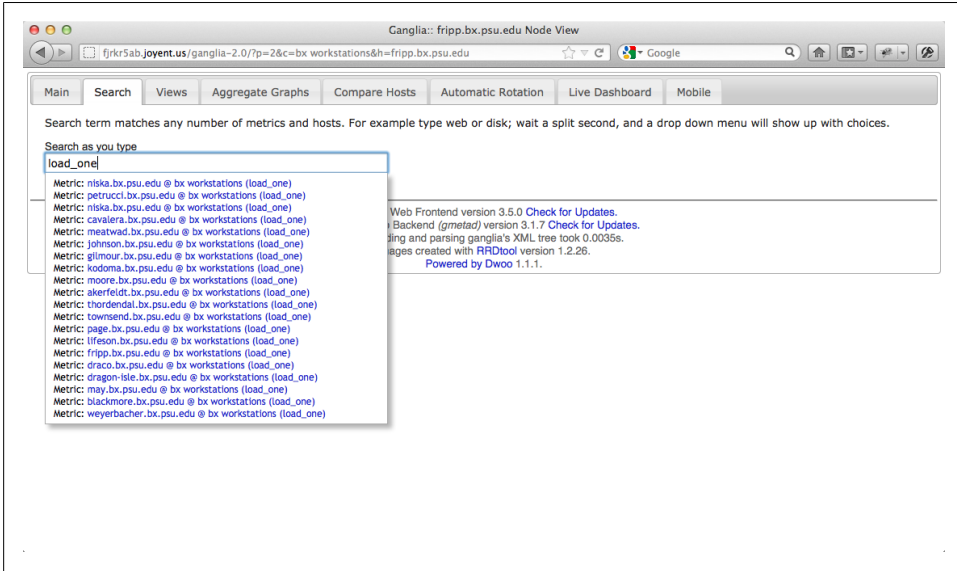 Ganglia:: fripp.bx.psu.edu Node View
fjrkr5ab.joyent.us/ganglia-2.0/?p=2&c=bx workstations&h=fripp.bx.psu.edu
Google
Main Search Views Aggregate Graphs Compare Hosts Automatic Rotation Live Dashboard Mobile
Search term matches any number of metrics and hosts. For example type web or disk; wait a split second, and a drop down menu will show up with choices.
Search as you type
load_one
Metric: niska.bx.psu.edu @ bx workstations (load_one)
Metric: petrucci.bx.psu.edu @ bx workstations (load_one)
Metric: niska.bx.psu.edu @ bx workstations (load_one)
Metric: cavalera.bx.psu.edu @ bx workstations (load_one)
Metric: meatwad.bx.psu.edu @ bx workstations (load_one)
Metric: johnson.bx.psu.edu @ bx workstations (load_one)
Metric: gilmour.bx.psu.edu @ bx workstations (load_one)
Metric: kodoma.bx.psu.edu @ bx workstations (load_one)
Metric: moore.bx.psu.edu @ bx workstations (load_one)
Metric: akerfeldt.bx.psu.edu @ bx workstations (load_one)
Metric: thordendal.bx.psu.edu @ bx workstations (load_one)
Metric: townsend.bx.psu.edu @ bx workstations (load_one)
Metric: page.bx.psu.edu @ bx workstations (load_one)
Metric: lifeson.bx.psu.edu @ bx workstations (load_one)
Metric: fripp.bx.psu.edu @ bx workstations (load_one)
Metric: draco.bx.psu.edu @ bx workstations (load_one)
Metric: dragon-isle.bx.psu.edu @ bx workstations (load_one)
Metric: may.bx.psu.edu @ bx workstations (load_one)
Metric: blackmore.bx.psu.edu @ bx workstations (load_one)
Metric: weyerbacher.bx.psu.edu @ bx workstations (load_one)
Web Frontend version 3.5.0 Check for Updates.
Backend (gmetad) version 3.1.7 Check for Updates.
ding and parsing ganglia's XML tree took 0.0035s.
ages created with RRDtool version 1.2.26.
Powered by Dwoo 1.1.1.